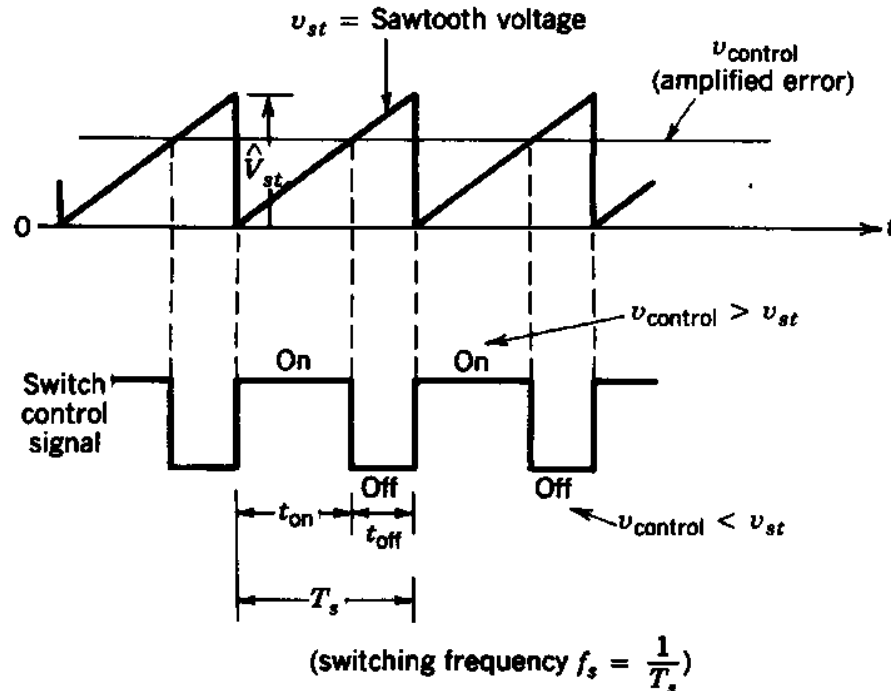 v_st = Sawtooth voltage
v_control
(amplified error)
V̂_st
0
t
v_control > v_st
On
On
Switch
control
signal
Off
Off
t_on
t_off
v_control < v_st
T_s
(switching frequency f_s = 1/T_s)